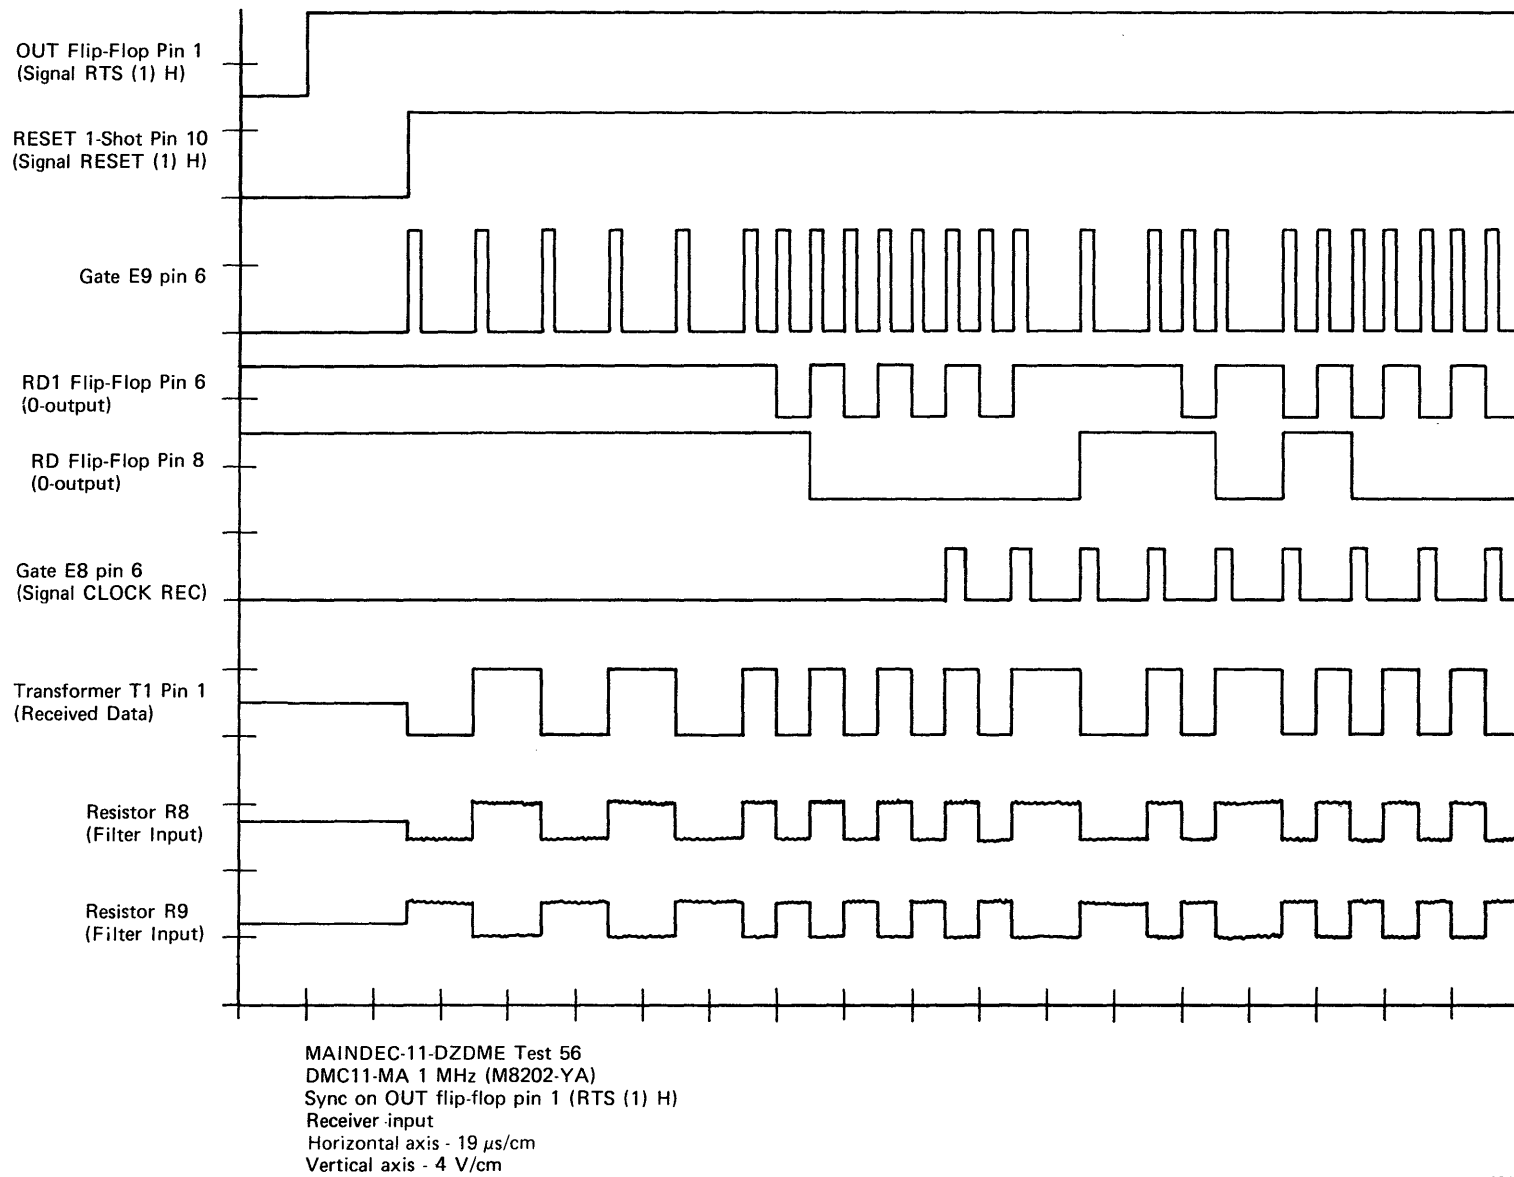 OUT Flip-Flop Pin 1
(Signal RTS (1) H)
RESET 1-Shot Pin 10
(Signal RESET (1) H)
Gate E9 pin 6
RD1 Flip-Flop Pin 6
(0-output)
RD Flip-Flop Pin 8
(0-output)
Gate E8 pin 6
(Signal CLOCK REC)
Transformer T1 Pin 1
(Received Data)
Resistor R8
(Filter Input)
Resistor R9
(Filter Input)
MAINDEC-11-DZDME Test 56
DMC11-MA 1 MHz (M8202-YA)
Sync on OUT flip-flop pin 1 (RTS (1) H)
Receiver input
Horizontal axis - 19 μs/cm
Vertical axis - 4 V/cm